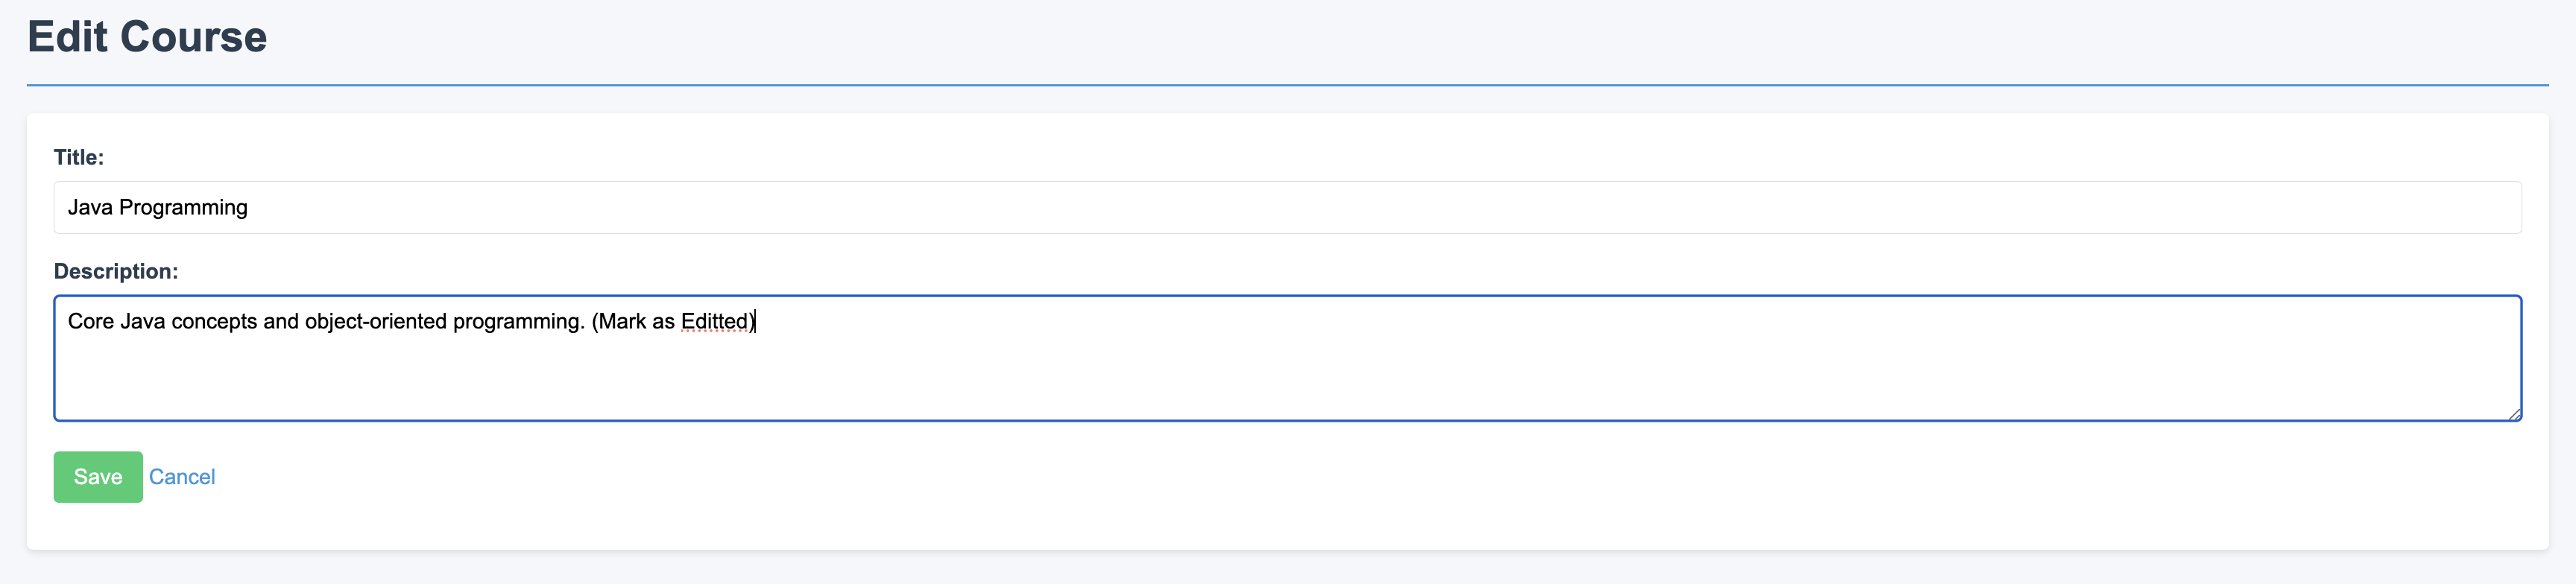 Edit Course
Title:
Java Programming
Description:
Core Java concepts and object-oriented programming. (Mark as Editted)
Save Cancel